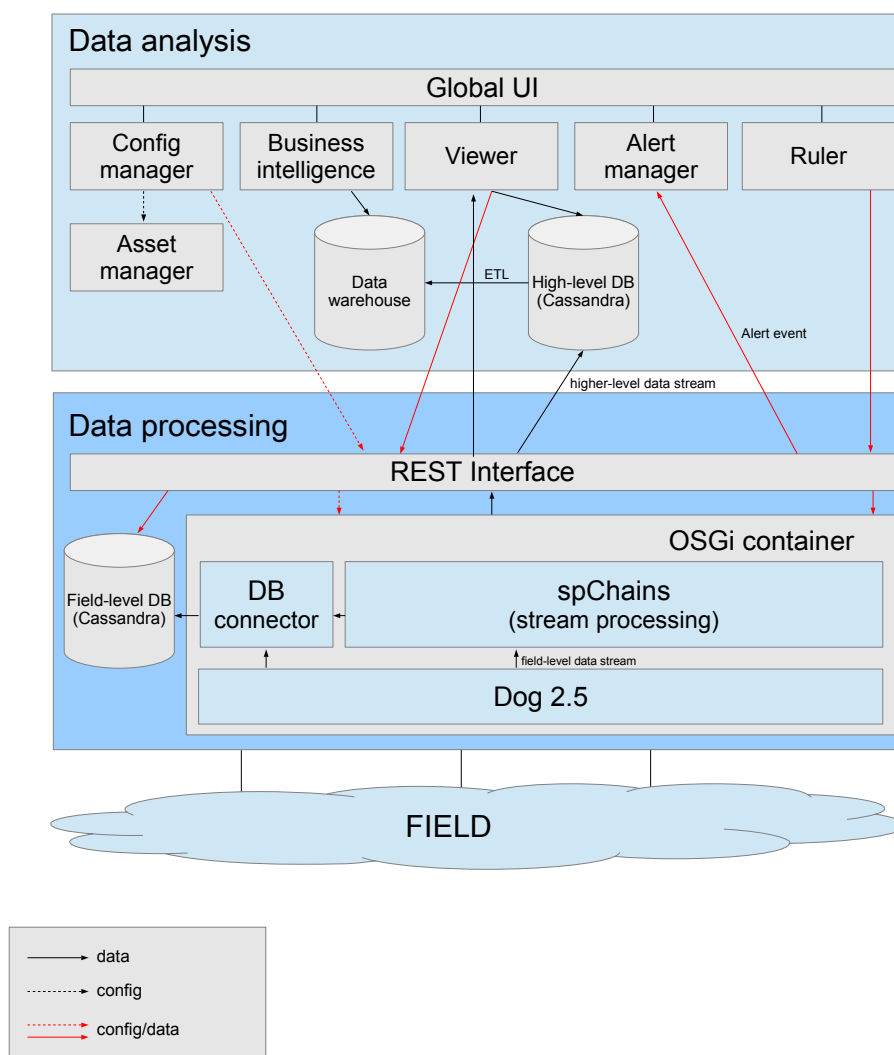 Data analysis
Global UI
Config
manager
Business
intelligence
Viewer
Alert
manager
Ruler
Asset
manager
Data
warehouse
ETL
High-level DB
(Cassandra)
Alert event
higher-level data stream
Data processing
REST Interface
OSGi container
Field-level DB
(Cassandra)
DB
connector
spChains
(stream processing)
field-level data stream
Dog 2.5
FIELD
data
config
config/data